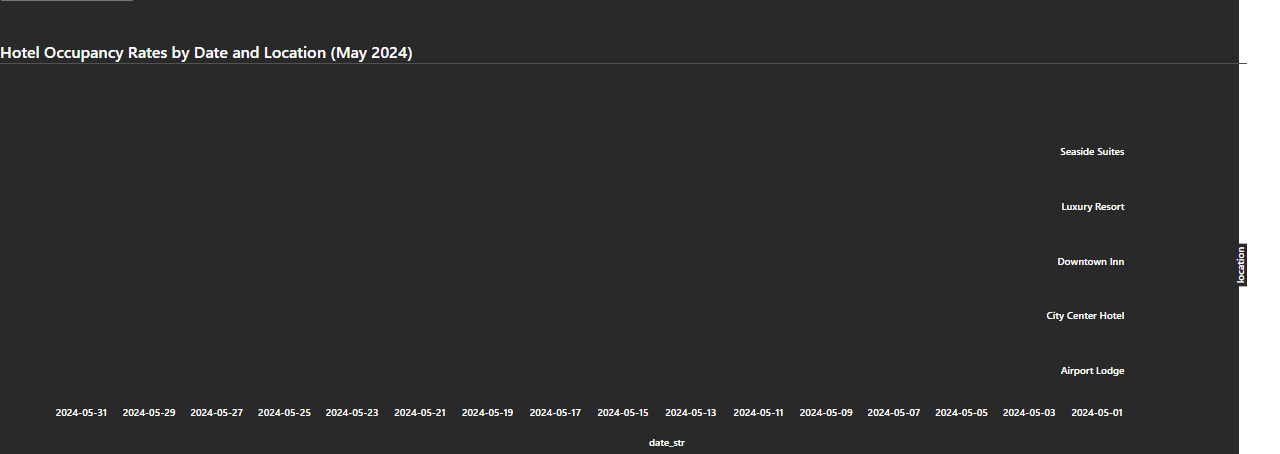 Hotel Occupancy Rates by Date and Location (May 2024)
Seaside Suites
Luxury Resort
Downtown Inn
City Center Hotel
Airport Lodge
location
2024-05-31 2024-05-29 2024-05-27 2024-05-25 2024-05-23 2024-05-21 2024-05-19 2024-05-17 2024-05-15 2024-05-13 2024-05-11 2024-05-09 2024-05-07 2024-05-05 2024-05-03 2024-05-01
date_str